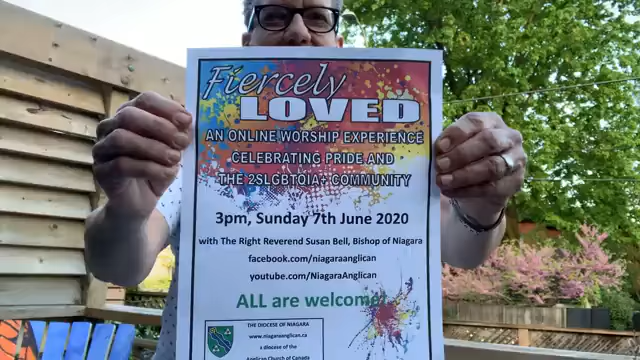 Fiercely
LOVED
AN ONLINE WORSHIP EXPERIENCE
CELEBRATING PRIDE AND
THE 2SLGBTQIA+ COMMUNITY
3pm, Sunday 7th June 2020
with The Right Reverend Susan Bell, Bishop of Niagara
facebook.com/niagaraanglican
youtube.com/NiagaraAnglican
ALL are welcome!
THE DIOCESE OF NIAGARA
www.niagaraanglican.ca
a diocese of the
Anglican Church of Canada